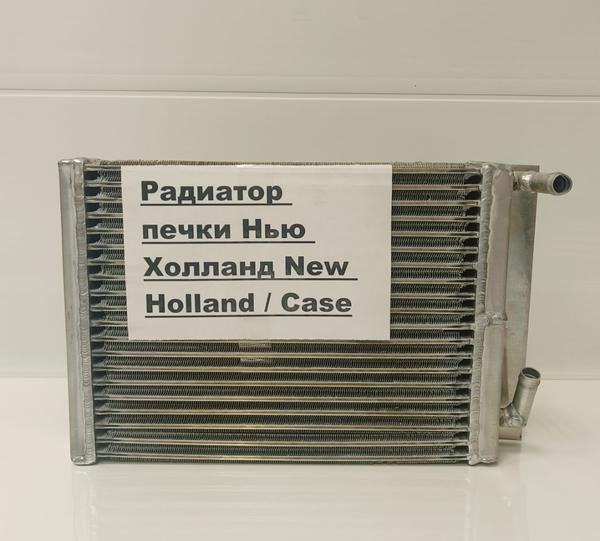 Радиатор
печки Нью
Холланд New
Holland / Case